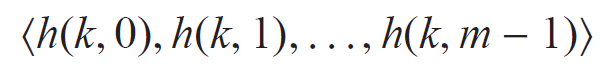 ⟨h(k, 0), h(k, 1), . . . , h(k, m − 1)⟩